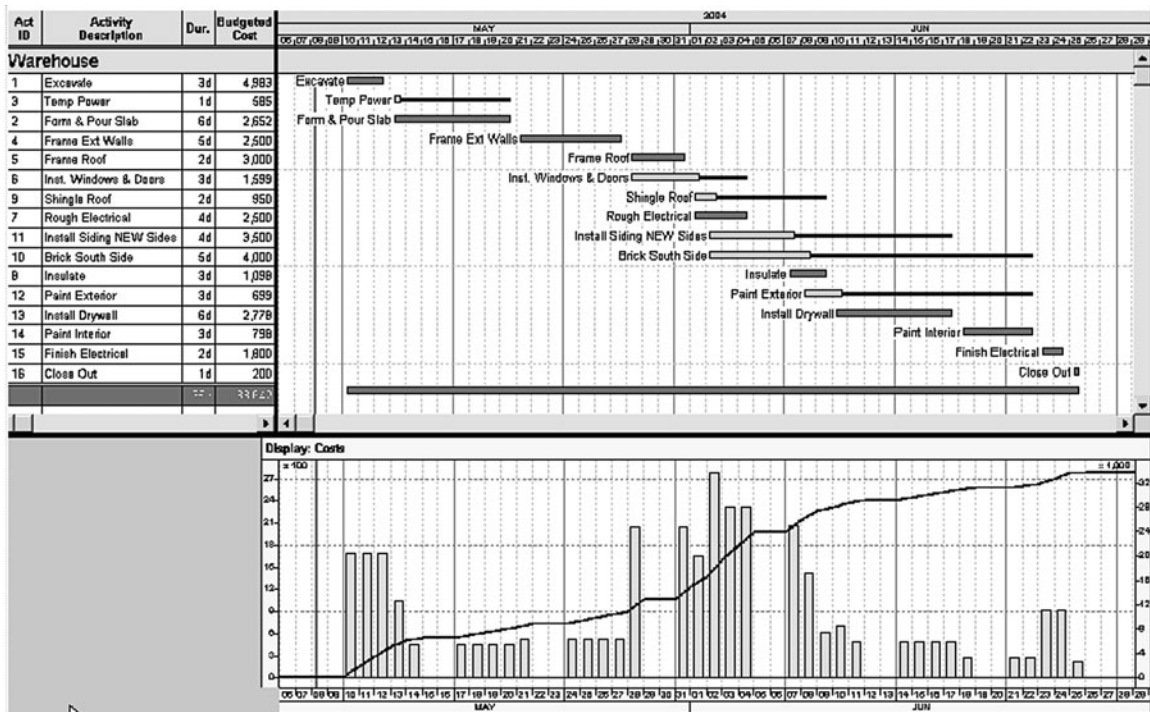 Act ID Activity Description Dur. Budgeted Cost
2004
MAY JUN
Warehouse
1 Excavate 3d 4,983
3 Temp Power 1d 585
2 Form & Pour Slab 6d 2,652
4 Frame Ext Walls 5d 2,500
5 Frame Roof 2d 3,000
6 Inst. Windows & Doors 3d 1,599
9 Shingle Roof 2d 950
7 Rough Electrical 4d 2,500
11 Install Siding NEW Sides 4d 3,500
10 Brick South Side 5d 4,000
8 Insulate 3d 1,098
12 Paint Exterior 3d 699
13 Install Drywall 6d 2,778
14 Paint Interior 3d 798
15 Finish Electrical 2d 1,800
16 Close Out 1d 200
Excavate
Temp Power
Form & Pour Slab
Frame Ext Walls
Frame Roof
Inst. Windows & Doors
Shingle Roof
Rough Electrical
Install Siding NEW Sides
Brick South Side
Insulate
Paint Exterior
Install Drywall
Paint Interior
Finish Electrical
Close Out
Display: Costs
x 100 x 1,000
27
24
21
18
15
12
9
6
3
0
32
28
24
20
16
12
8
4
0
MAY JUN